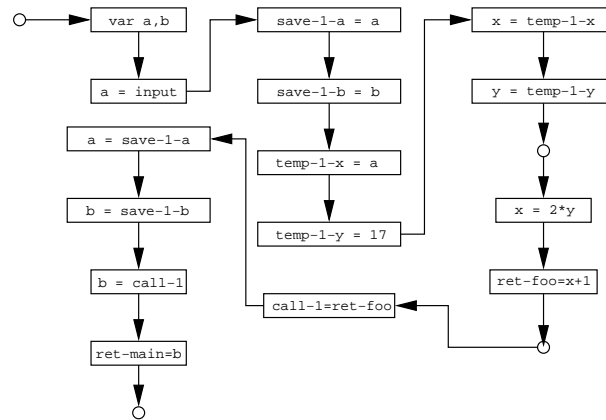 var a,b
a = input
save-1-a = a
save-1-b = b
temp-1-x = a
temp-1-y = 17
x = temp-1-x
y = temp-1-y
x = 2*y
ret-foo=x+1
call-1=ret-foo
a = save-1-a
b = save-1-b
b = call-1
ret-main=b